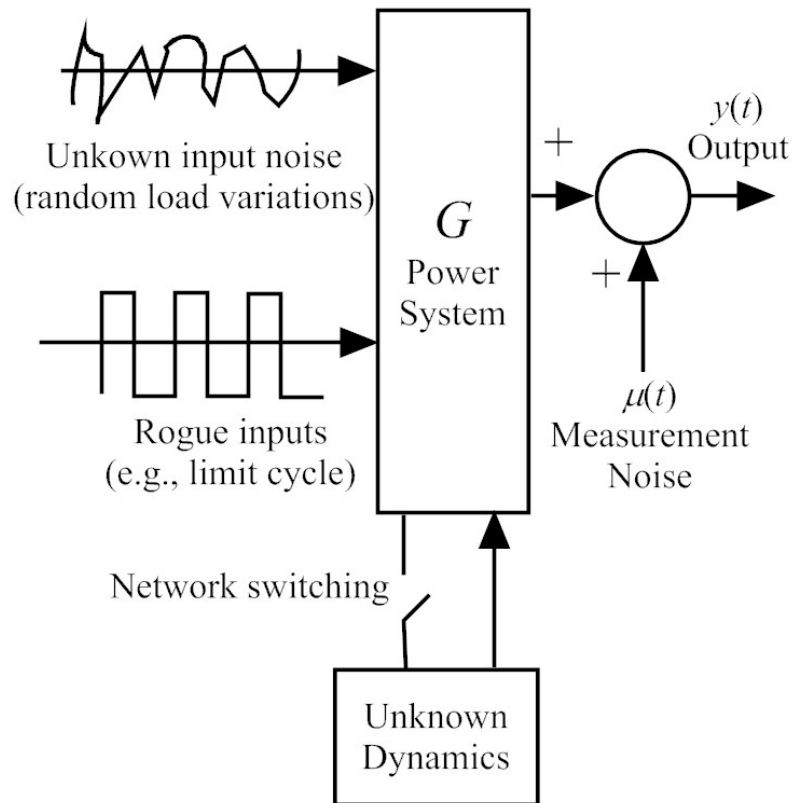 Unkown input noise
(random load variations)
Rogue inputs
(e.g., limit cycle)
G
Power
System
+
y(t)
Output
+
μ(t)
Measurement
Noise
Network switching
Unknown
Dynamics